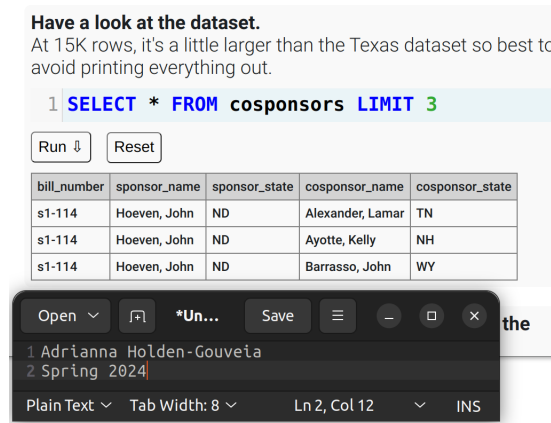 Have a look at the dataset.
At 15K rows, it's a little larger than the Texas dataset so best to
avoid printing everything out.
1 SELECT * FROM cosponsors LIMIT 3
Run ⇩ Reset
bill_number sponsor_name sponsor_state cosponsor_name cosponsor_state
s1-114 Hoeven, John ND Alexander, Lamar TN
s1-114 Hoeven, John ND Ayotte, Kelly NH
s1-114 Hoeven, John ND Barrasso, John WY
the
Open *Un... Save
1 Adrianna Holden-Gouveia
2 Spring 2024
Plain Text Tab Width: 8 Ln 2, Col 12 INS